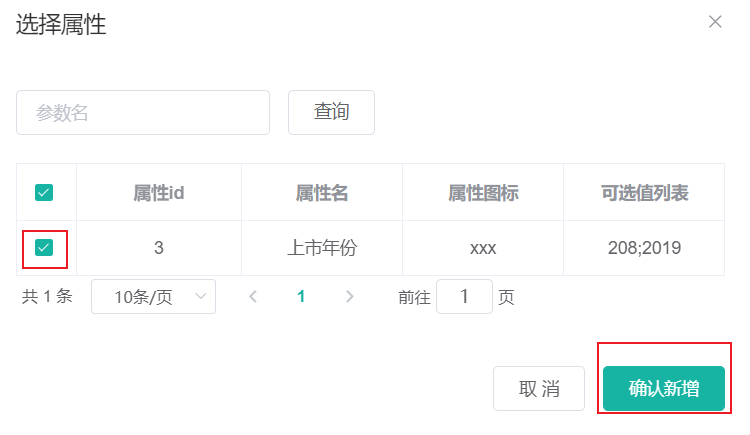 选择属性
参数名 查询
属性id 属性名 属性图标 可选值列表
3 上市年份 xxx 208;2019
共 1 条 10条/页 1 前往 1 页
取 消 确认新增